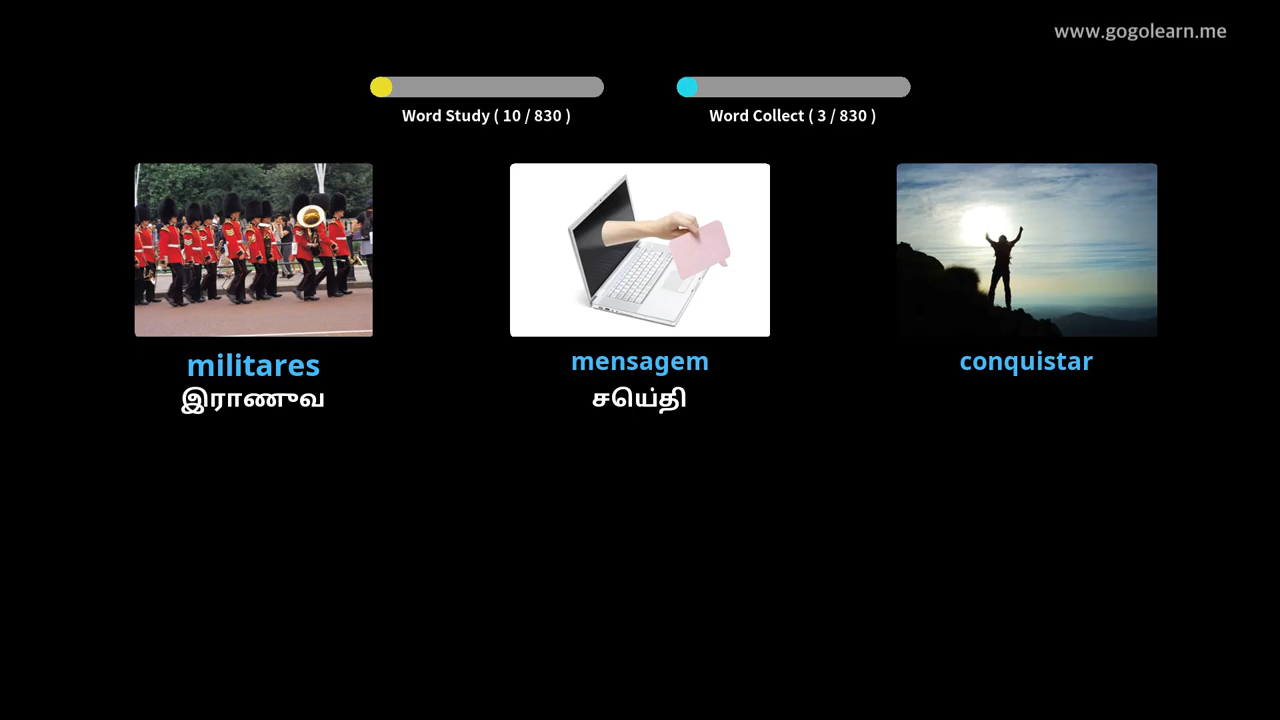 www.gogolearn.me
Word Study ( 10 / 830 )
Word Collect ( 3 / 830 )
militares
இராணுவ
mensagem
செய்தி
conquistar